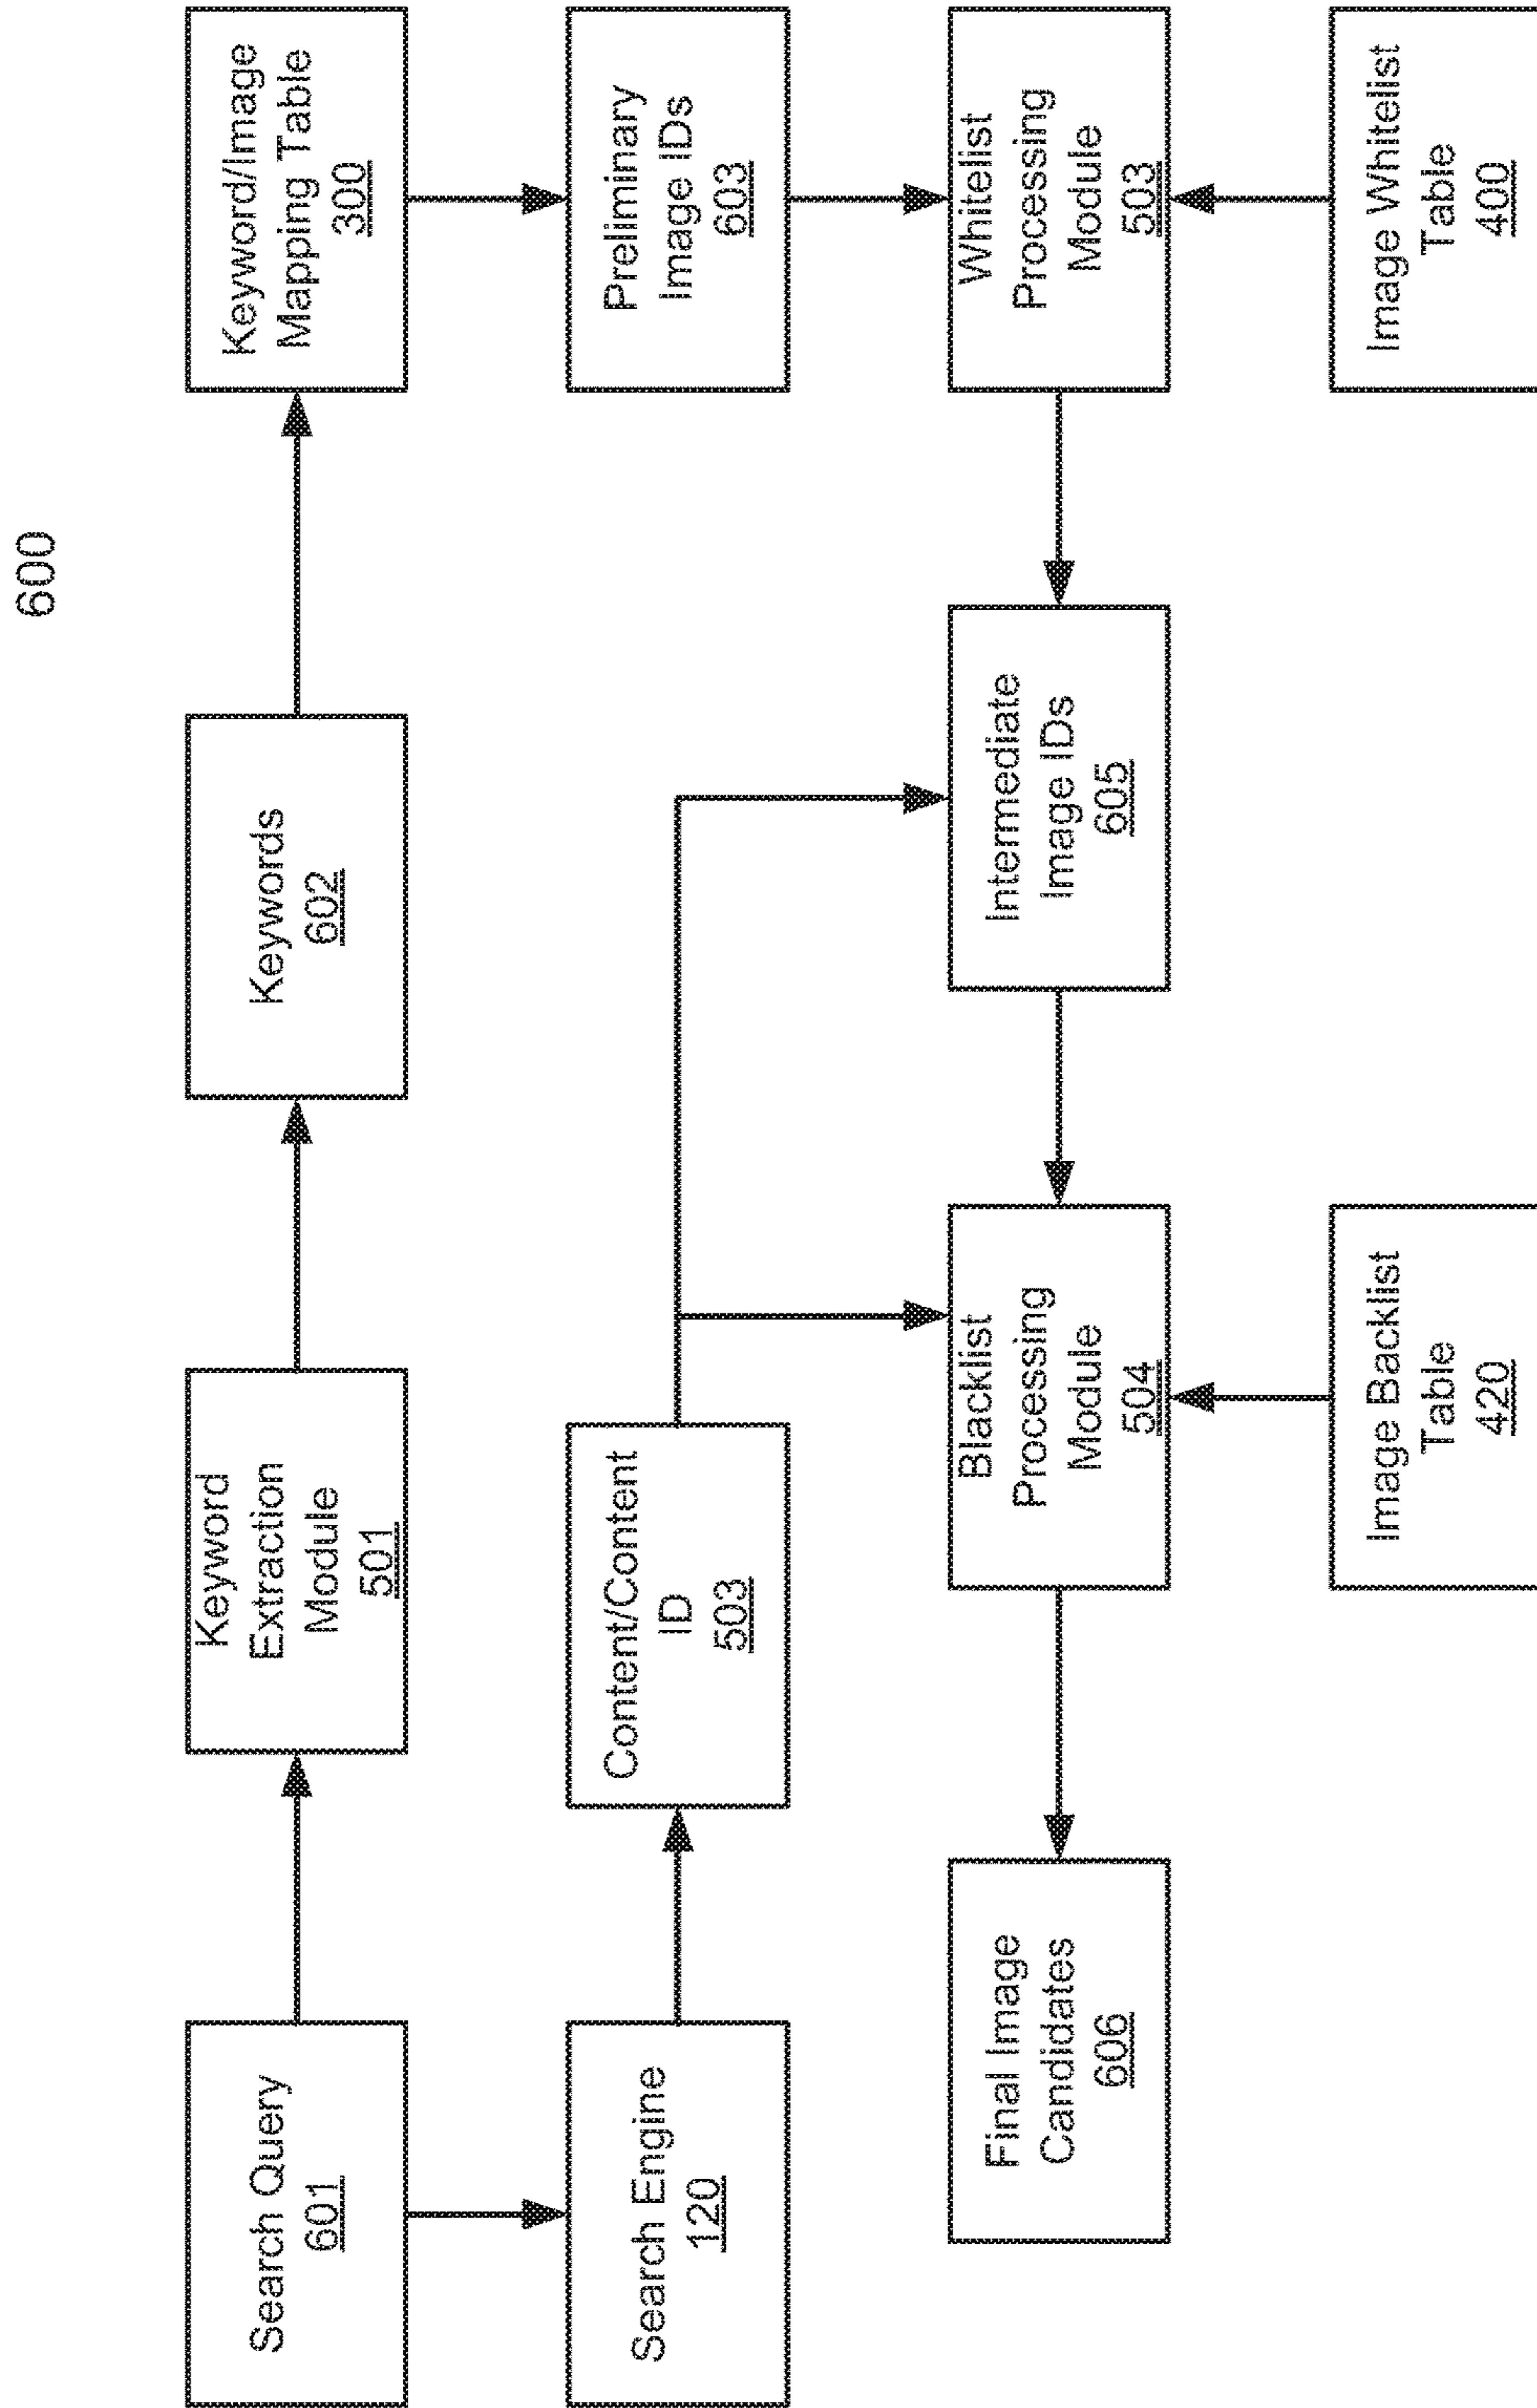 600
Search Query
601
Keyword
Extraction
Module
501
Keywords
602
Keyword/Image
Mapping Table
300
Search Engine
120
Content/Content
ID
503
Preliminary
Image IDs
603
Final Image
Candidates
606
Blacklist
Processing
Module
504
Intermediate
Image IDs
605
Whitelist
Processing
Module
503
Image Backlist
Table
420
Image Whitelist
Table
400